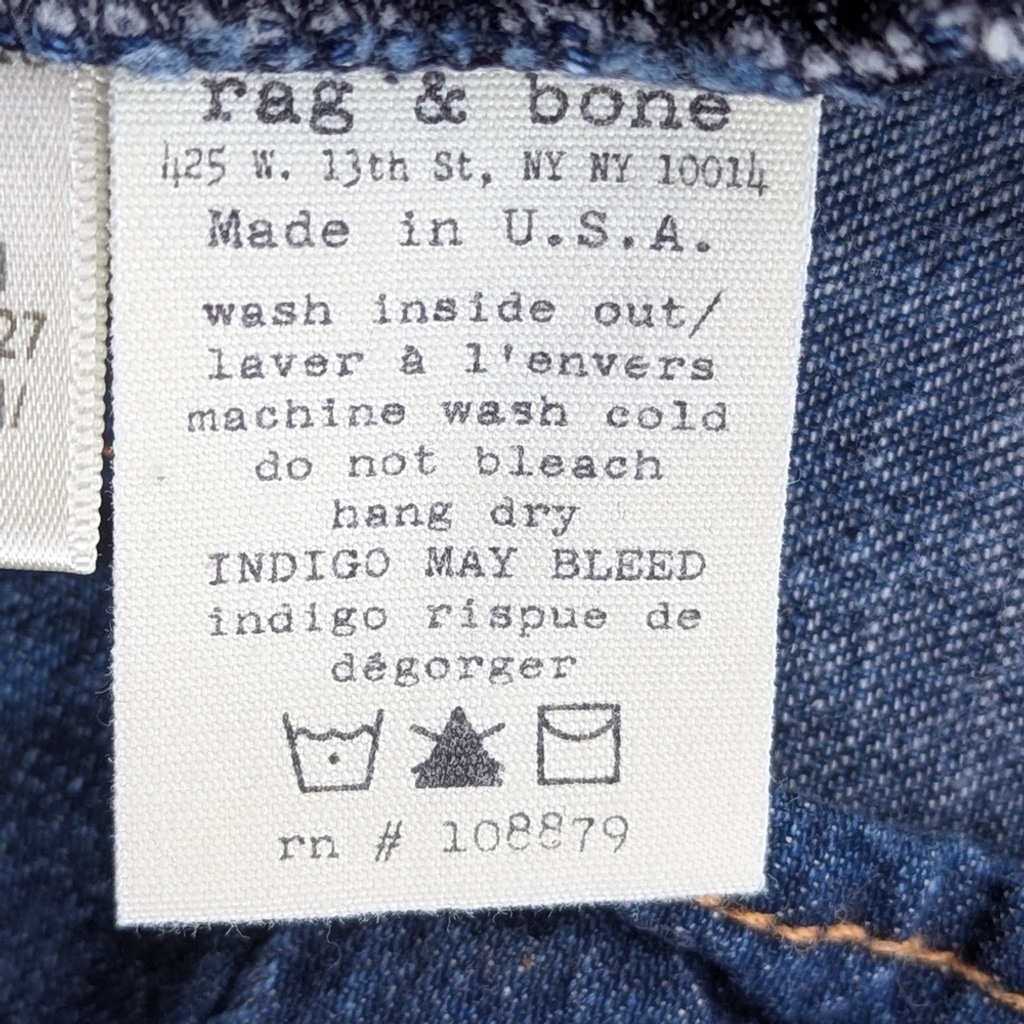 rag & bone
425 W. 13th St, NY NY 10014
Made in U.S.A.
wash inside out/
laver à l'envers
machine wash cold
do not bleach
hang dry
INDIGO MAY BLEED
indigo rispue de
dégorger
rn # 108879
27